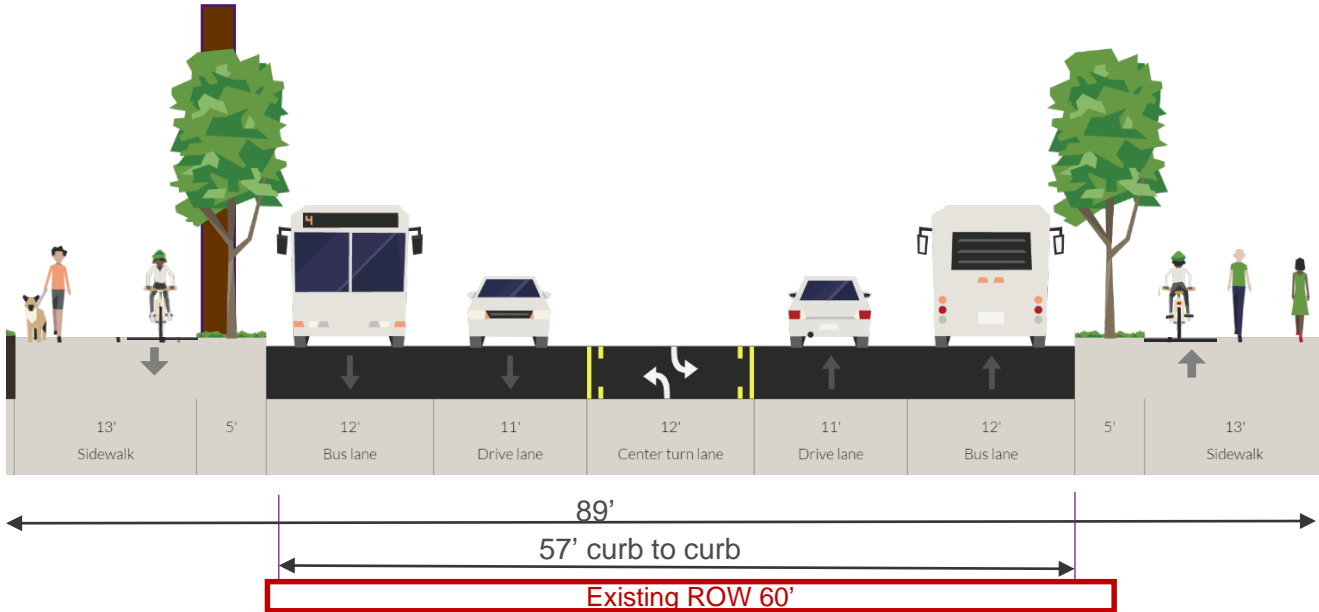 4
13' 5' 12' 11' 12' 11' 12' 5' 13'
Sidewalk Bus lane Drive lane Center turn lane Drive lane Bus lane Sidewalk
89’
57’ curb to curb
Existing ROW 60’